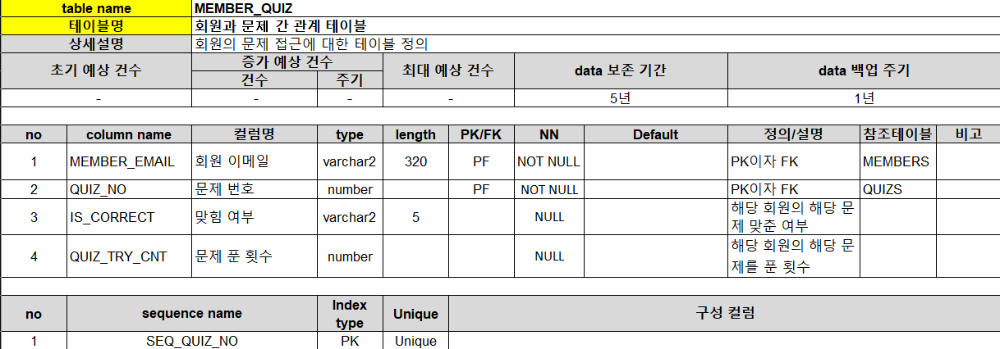 table name MEMBER_QUIZ
테이블명 회원과 문제 간 관계 테이블
상세설명 회원의 문제 접근에 대한 테이블 정의
초기 예상 건수 증가 예상 건수 최대 예상 건수 data 보존 기간 data 백업 주기
건수 주기
- - - - 5년 1년
no column name 컬럼명 type length PK/FK NN Default 정의/설명 참조테이블 비고
1 MEMBER_EMAIL 회원 이메일 varchar2 320 PF NOT NULL PK이자 FK MEMBERS
2 QUIZ_NO 문제 번호 number PF NOT NULL PK이자 FK QUIZS
3 IS_CORRECT 맞힘 여부 varchar2 5 NULL 해당 회원의 해당 문
제 맞춘 여부
4 QUIZ_TRY_CNT 문제 푼 횟수 number NULL 해당 회원의 해당 문
제를 푼 횟수
no sequence name Index
type Unique 구성 컬럼
1 SEQ_QUIZ_NO PK Unique